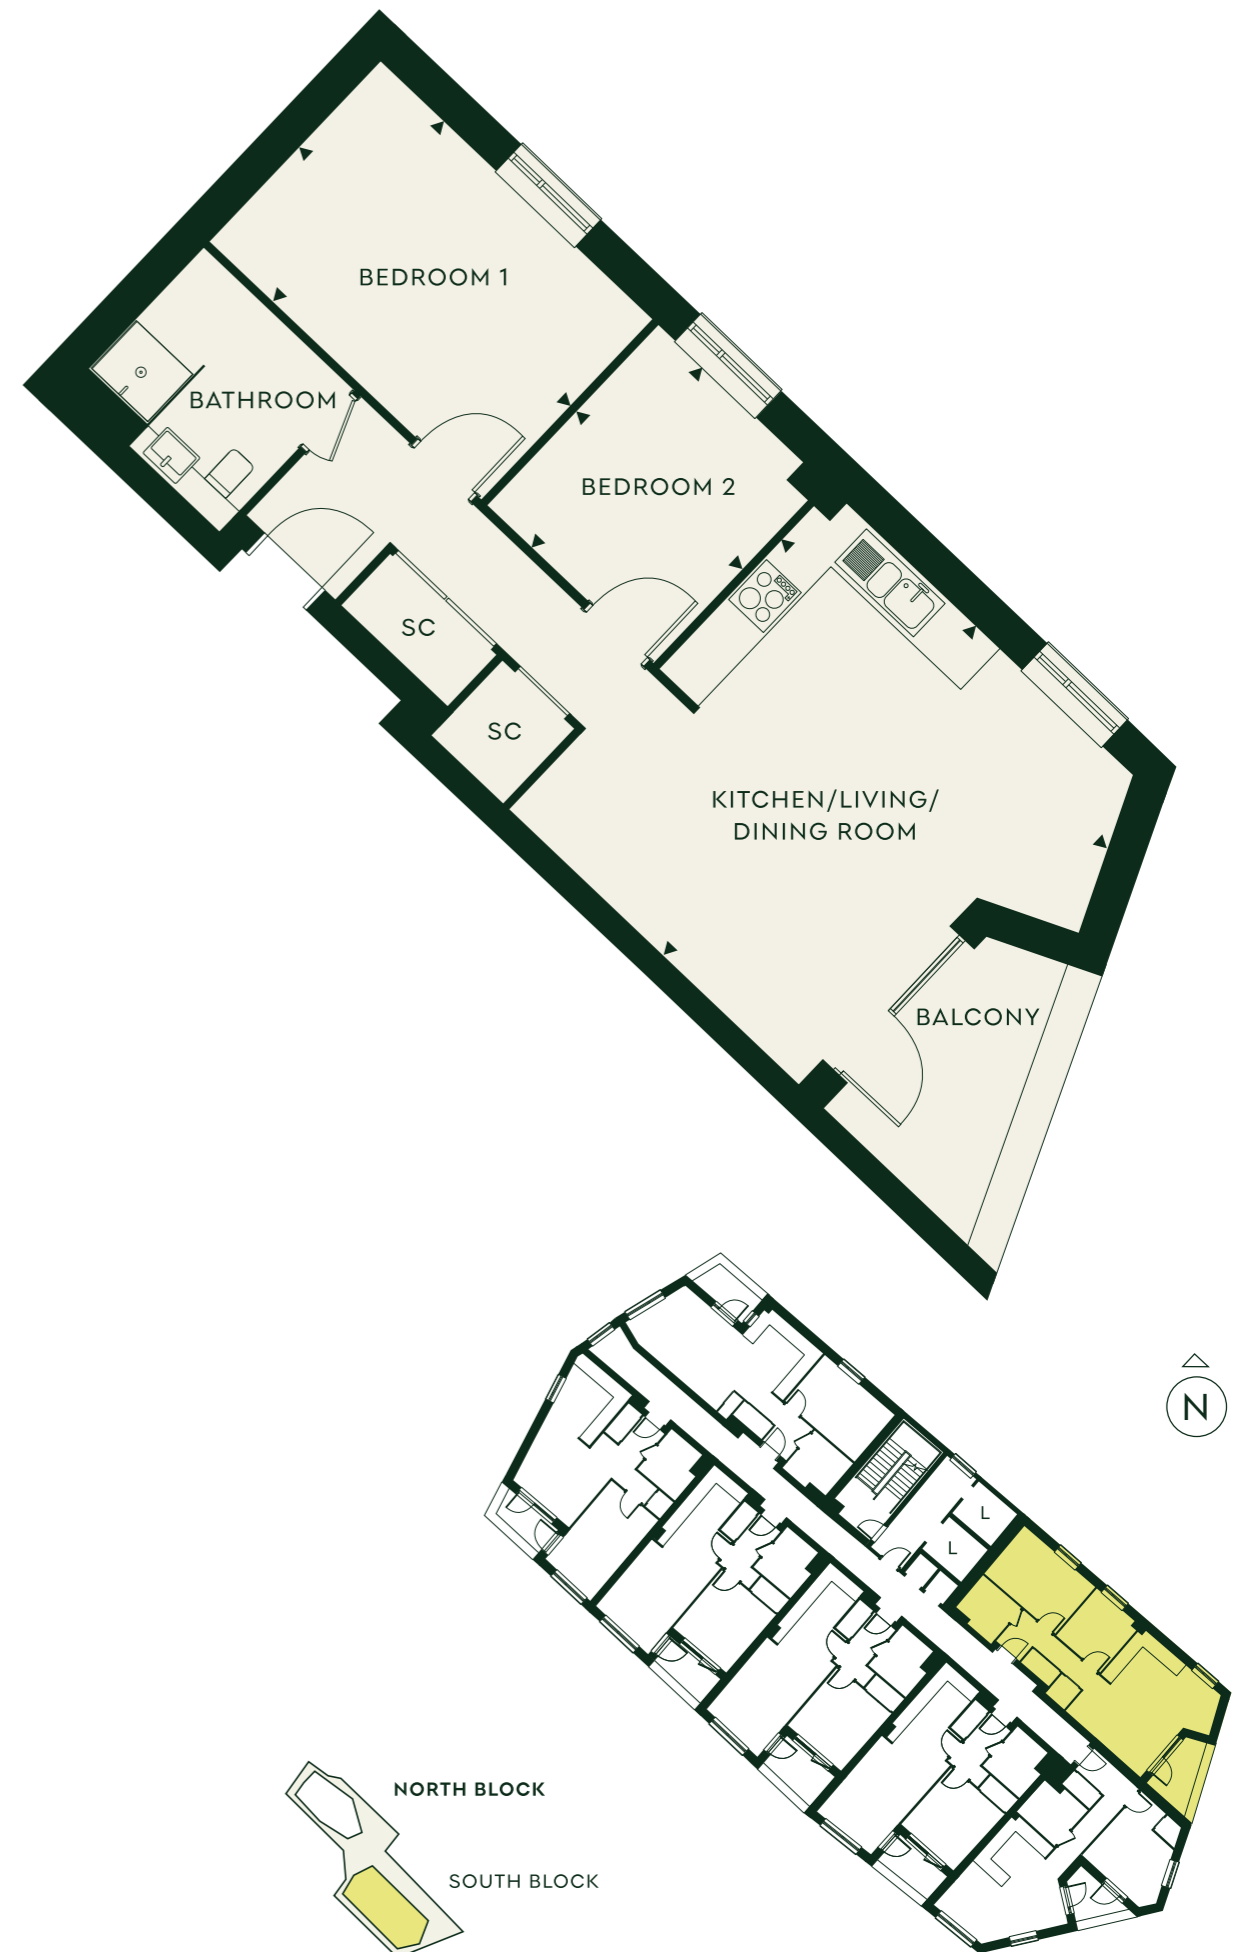 BEDROOM 1
BATHROOM
BEDROOM 2
SC
SC
KITCHEN/LIVING/
DINING ROOM
BALCONY
N
L
L
NORTH BLOCK
SOUTH BLOCK